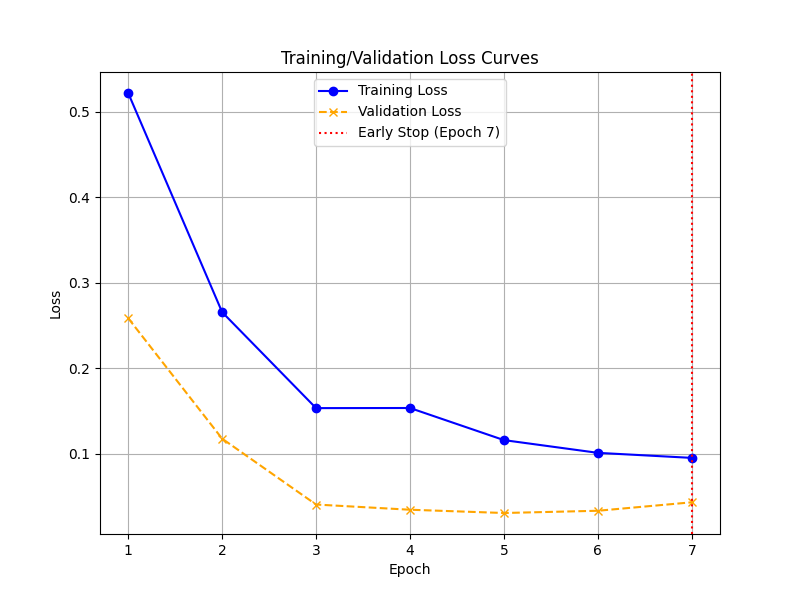 Training/Validation Loss Curves
Training Loss
Validation Loss
Early Stop (Epoch 7)
Loss
0.5
0.4
0.3
0.2
0.1
1 2 3 4 5 6 7
Epoch